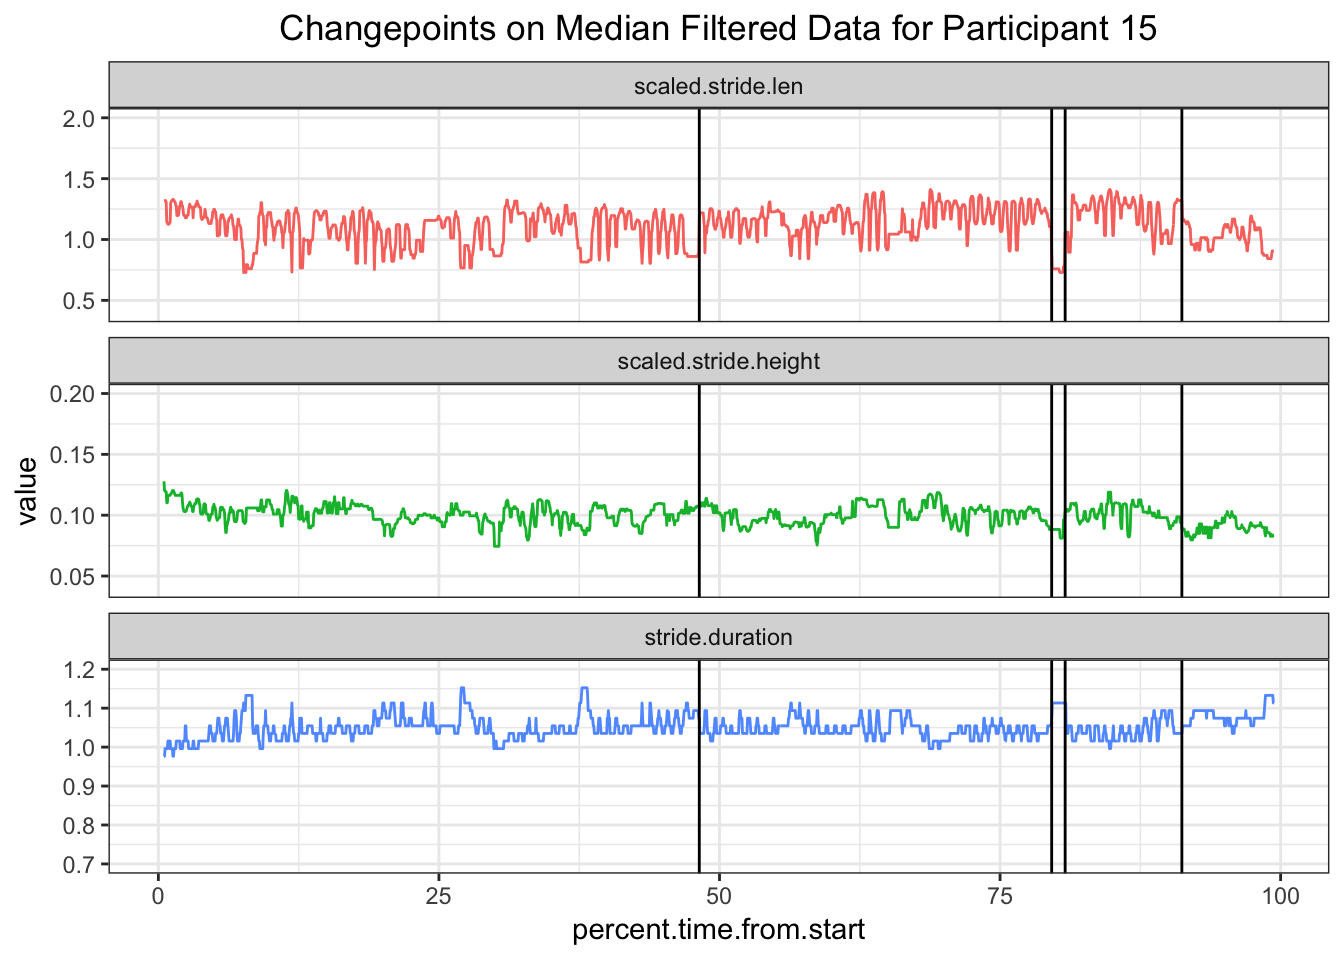 Changepoints on Median Filtered Data for Participant 15
scaled.stride.len
2.0
1.5
1.0
0.5
scaled.stride.height
0.20
0.15
0.10
0.05
value
stride.duration
1.2
1.1
1.0
0.9
0.8
0.7
0 25 50 75 100
percent.time.from.start